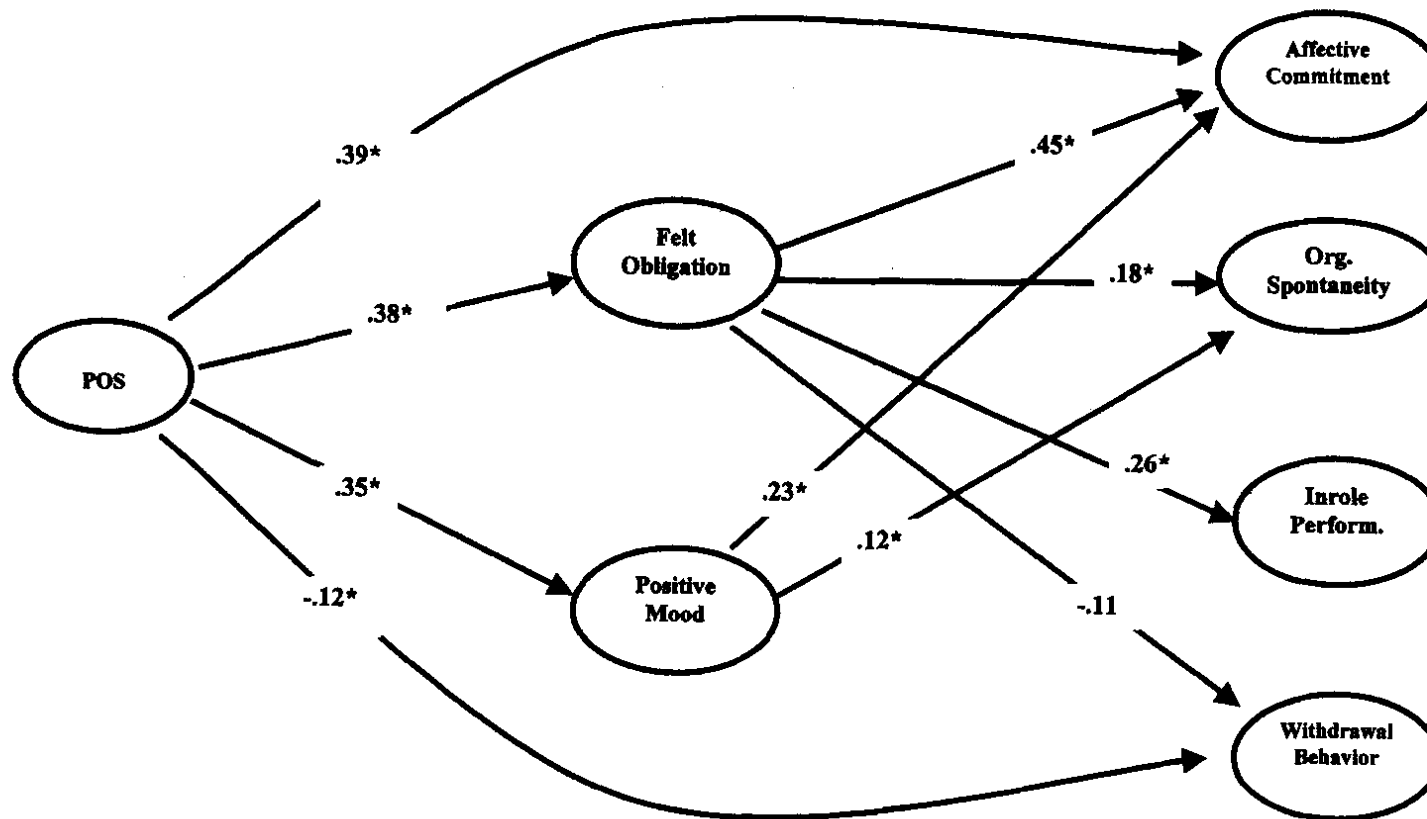 Affective
Commitment
.39*
.45*
Felt
Obligation
Org.
Spontaneity
.18*
.38*
POS
.35*
.23*
.26*
Inrole
Perform.
.12*
-.12*
Positive
Mood
-.11
Withdrawal
Behavior